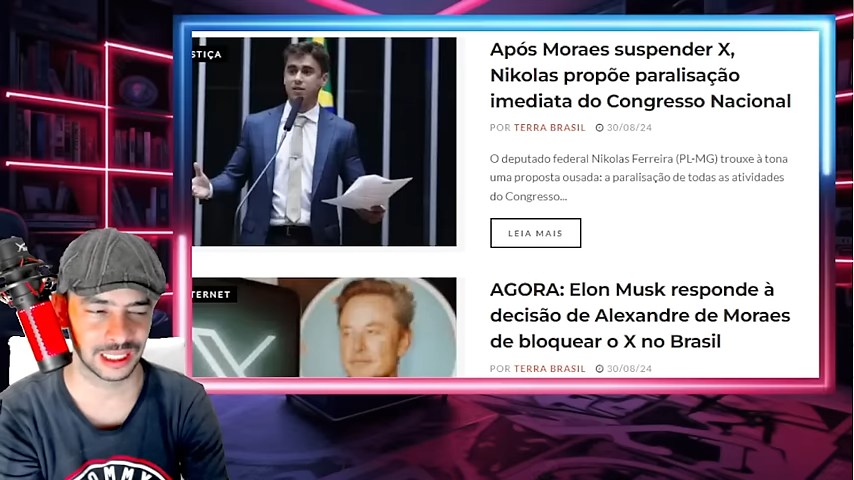 STIÇA
Após Moraes suspender X,
Nikolas propõe paralisação
imediata do Congresso Nacional
POR TERRA BRASIL 30/08/24
O deputado federal Nikolas Ferreira (PL-MG) trouxe à tona
uma proposta ousada: a paralisação de todas as atividades
do Congresso...
LEIA MAIS
TERNET
AGORA: Elon Musk responde à
decisão de Alexandre de Moraes
de bloquear o X no Brasil
POR TERRA BRASIL 30/08/24